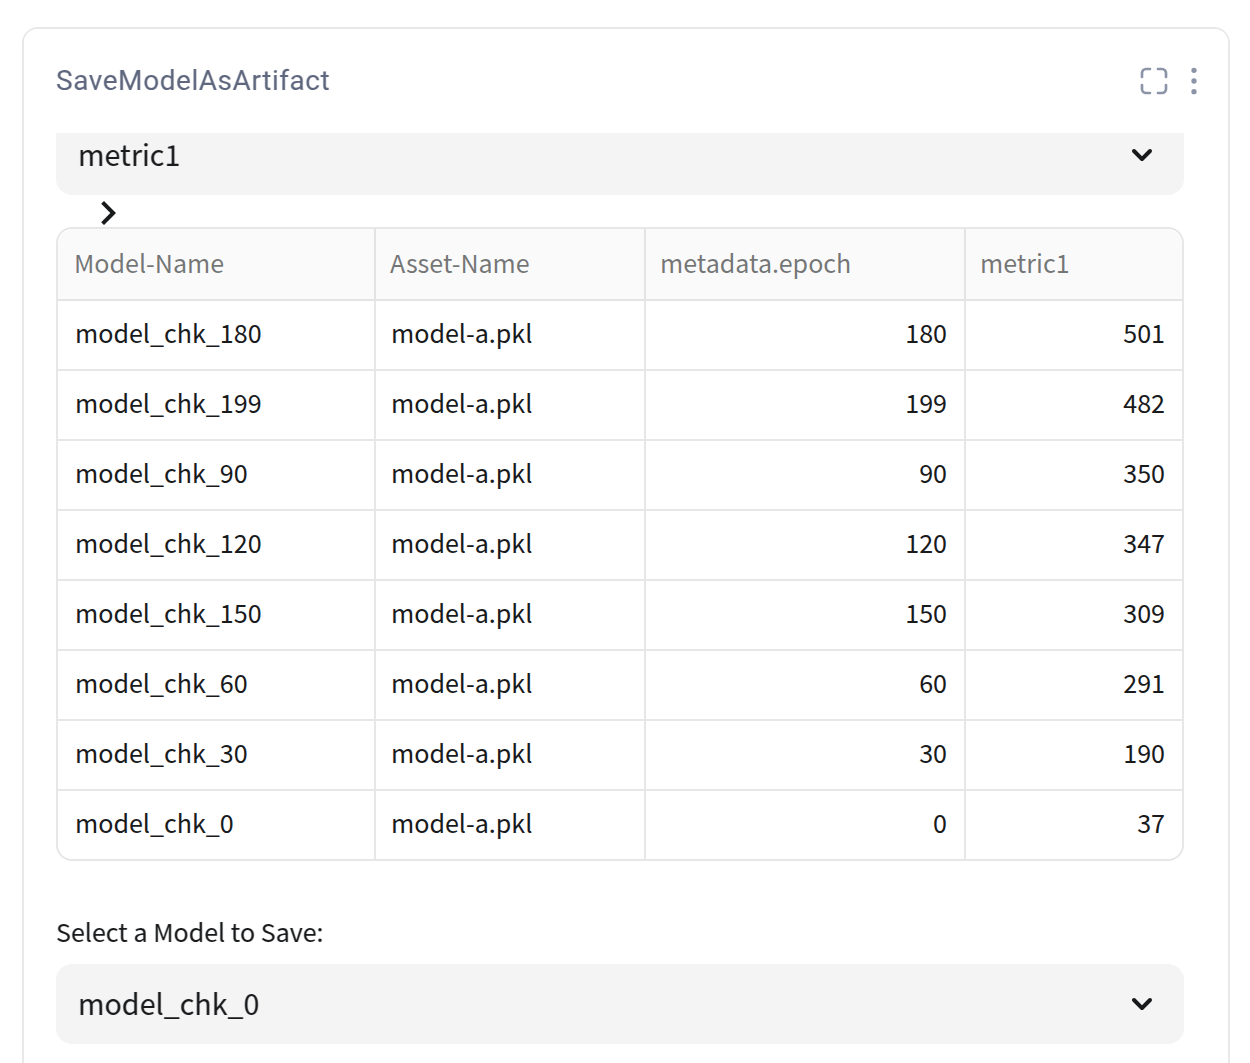 SaveModelAsArtifact
metric1
Model-Name Asset-Name metadata.epoch metric1
model_chk_180 model-a.pkl 180 501
model_chk_199 model-a.pkl 199 482
model_chk_90 model-a.pkl 90 350
model_chk_120 model-a.pkl 120 347
model_chk_150 model-a.pkl 150 309
model_chk_60 model-a.pkl 60 291
model_chk_30 model-a.pkl 30 190
model_chk_0 model-a.pkl 0 37
Select a Model to Save:
model_chk_0